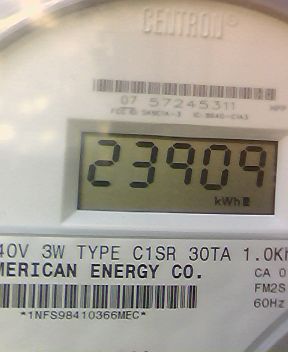 CENTRON®
07 57245311
23909
kWh
40V 3W TYPE C1SR 30TA 1.0Kh
MERICAN ENERGY CO.
CA 0
FM2S
60Hz
*1NFS98410366MEC*